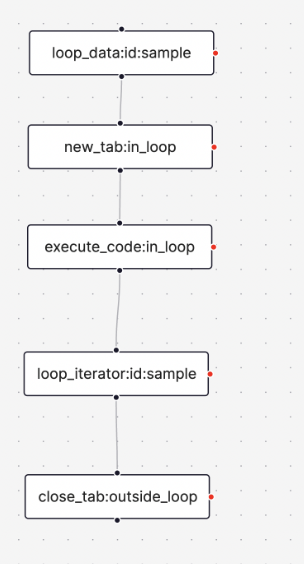 loop_data:id:sample
new_tab:in_loop
execute_code:in_loop
loop_iterator:id:sample
close_tab:outside_loop